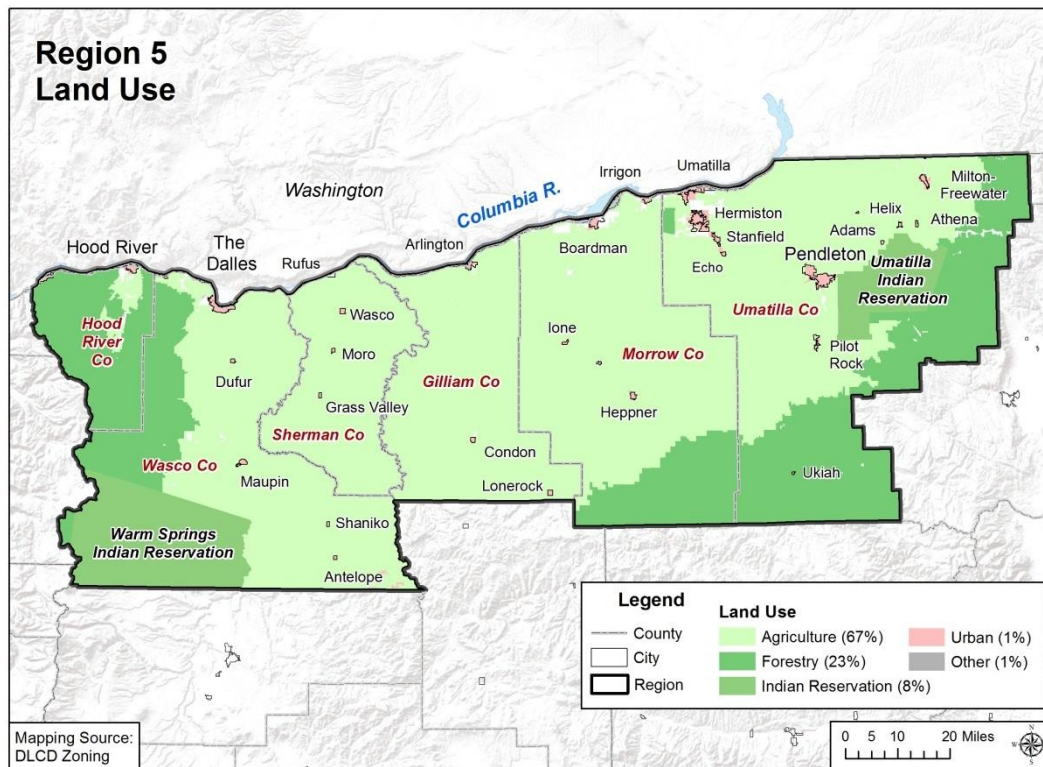 Region 5
Land Use
Washington
Columbia R.
Irrigon
Umatilla
Milton-
Freewater
Hood River
The
Dalles
Rufus
Arlington
Boardman
Hermiston
Stanfield
Echo
Helix
Adams
Athena
Pendleton
Umatilla
Indian
Reservation
Hood
River
Co
Wasco
Moro
Dufur
Grass Valley
Sherman Co
Gilliam Co
Ione
Morrow Co
Heppner
Umatilla Co
Pilot
Rock
Wasco Co
Maupin
Condon
Lonerock
Ukiah
Warm Springs
Indian Reservation
Shaniko
Antelope
Legend
County
City
Region
Land Use
Agriculture (67%)
Forestry (23%)
Indian Reservation (8%)
Urban (1%)
Other (1%)
Mapping Source:
DLCD Zoning
0 5 10 20 Miles
N
W E
S